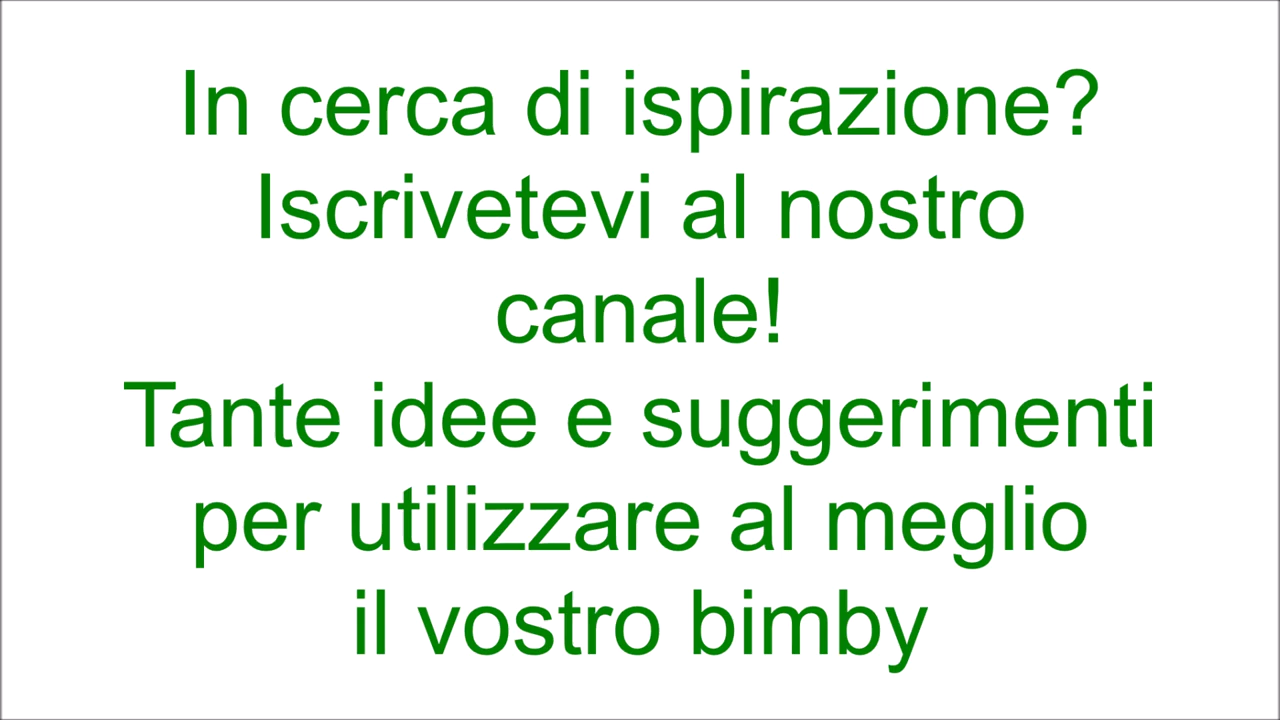 In cerca di ispirazione?
Iscrivetevi al nostro
canale!
Tante idee e suggerimenti
per utilizzare al meglio
il vostro bimby